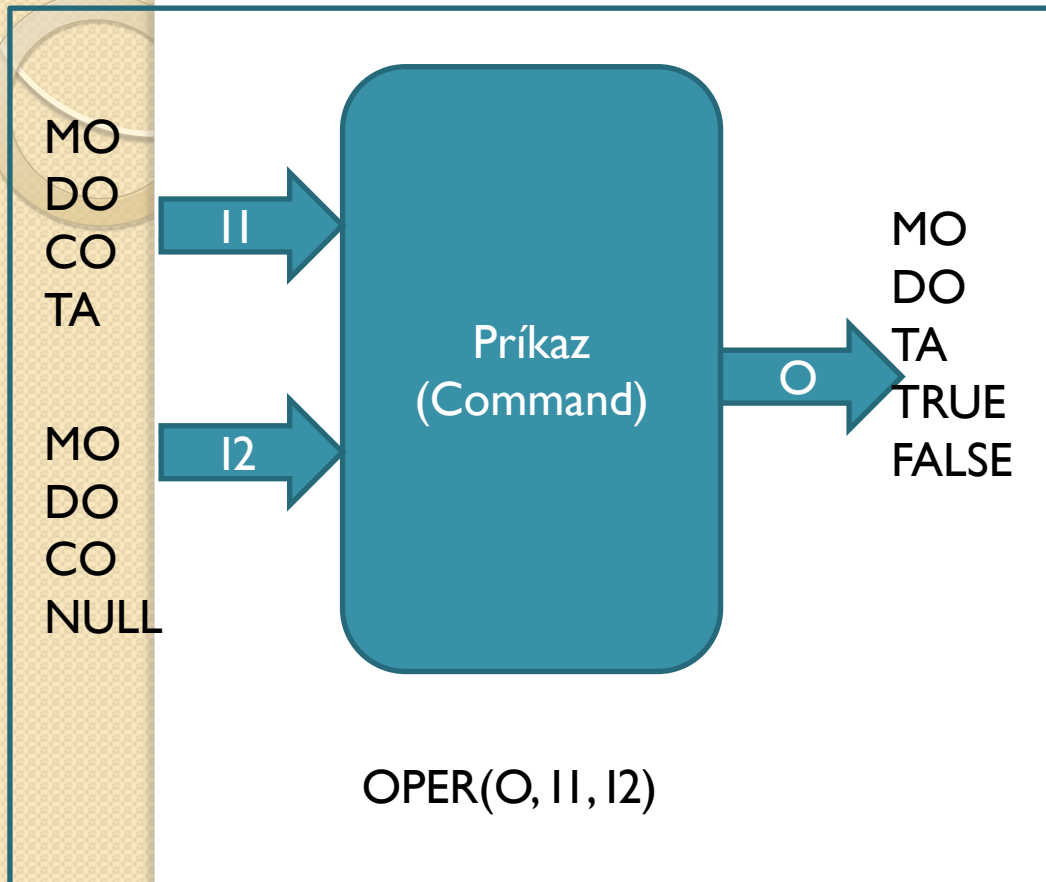 MO
DO
CO
TA
I1
MO
DO
CO
NULL
I2
Príkaz
(Command)
O
MO
DO
TA
TRUE
FALSE
OPER(O, I1, I2)